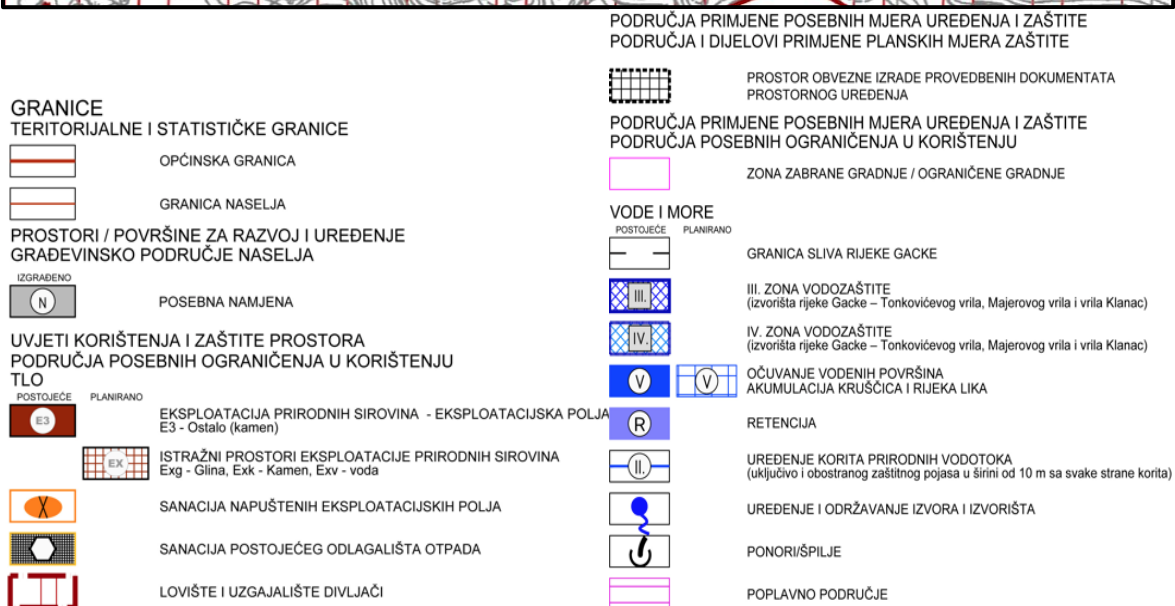 GRANICE
TERITORIJALNE I STATISTIČKE GRANICE
OPĆINSKA GRANICA
GRANICA NASELJA
PROSTORI / POVRŠINE ZA RAZVOJ I UREĐENJE
GRAĐEVINSKO PODRUČJE NASELJA
IZGRAĐENO
N
POSEBNA NAMJENA
UVJETI KORIŠTENJA I ZAŠTITE PROSTORA
PODRUČJA POSEBNIH OGRANIČENJA U KORIŠTENJU
TLO
POSTOJEĆE PLANIRANO
E3
EKSPLOATACIJA PRIRODNIH SIROVINA - EKSPLOATACIJSKA POLJA
E3 - Ostalo (kamen)
EX
ISTRAŽNI PROSTORI EKSPLOATACIJE PRIRODNIH SIROVINA
Exg - Glina, Exk - Kamen, Exv - voda
X
SANACIJA NAPUŠTENIH EKSPLOATACIJSKIH POLJA
SANACIJA POSTOJEĆEG ODLAGALIŠTA OTPADA
LOVIŠTE I UZGAJALIŠTE DIVLJAČI
PODRUČJA PRIMJENE POSEBNIH MJERA UREĐENJA I ZAŠTITE
PODRUČJA I DIJELOVI PRIMJENE PLANSKIH MJERA ZAŠTITE
PROSTOR OBVEZNE IZRADE PROVEDBENIH DOKUMENTATA
PROSTORNOG UREĐENJA
PODRUČJA PRIMJENE POSEBNIH MJERA UREĐENJA I ZAŠTITE
PODRUČJA POSEBNIH OGRANIČENJA U KORIŠTENJU
ZONA ZABRANE GRADNJE / OGRANIČENE GRADNJE
VODE I MORE
POSTOJEĆE PLANIRANO
GRANICA SLIVA RIJEKE GACKE
III.
III. ZONA VODOZAŠTITE
(izvorišta rijeke Gacke – Tonkovićevog vrila, Majerovog vrila i vrila Klanac)
IV.
IV. ZONA VODOZAŠTITE
(izvorišta rijeke Gacke – Tonkovićevog vrila, Majerovog vrila i vrila Klanac)
V V
OČUVANJE VODENIH POVRŠINA
AKUMULACIJA KRUŠČICA I RIJEKA LIKA
R
RETENCIJA
II.
UREĐENJE KORITA PRIRODNIH VODOTOKA
(uključivo i obostranog zaštitnog pojasa u širini od 10 m sa svake strane korita)
UREĐENJE I ODRŽAVANJE IZVORA I IZVORIŠTA
PONORI/ŠPILJE
POPLAVNO PODRUČJE